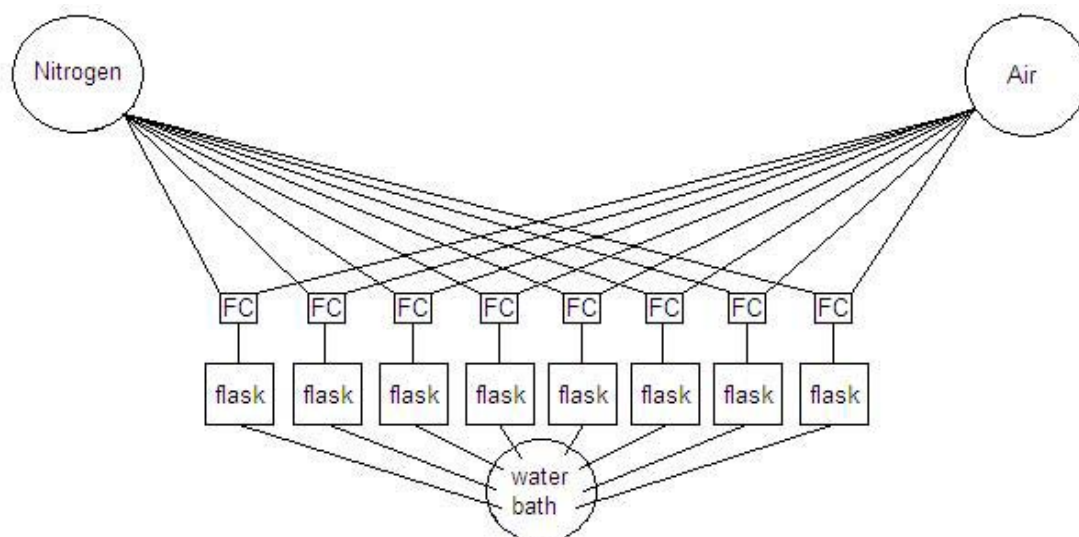 Nitrogen
Air
FC FC FC FC FC FC FC FC
flask flask flask flask flask flask flask flask
water
bath